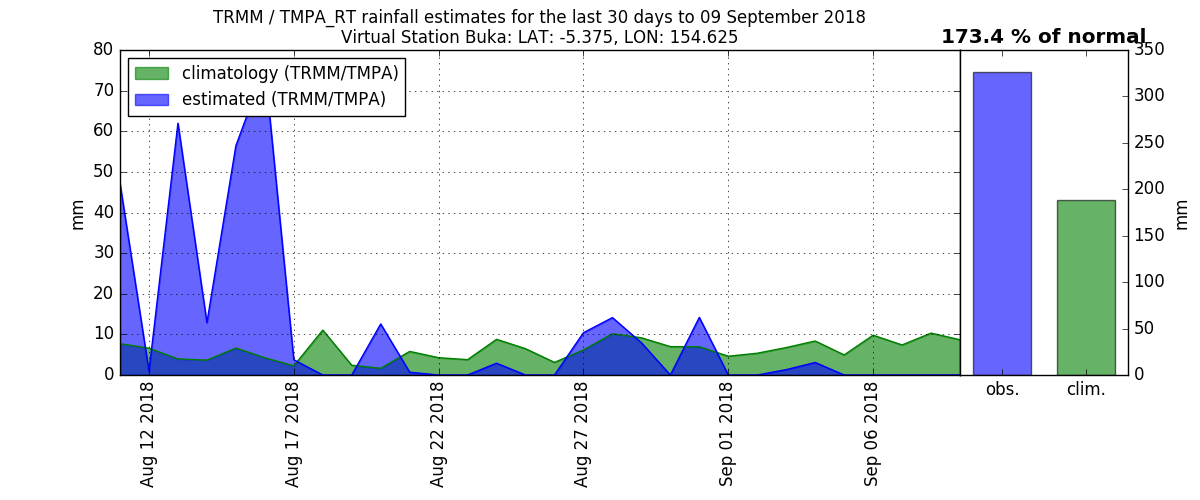 TRMM / TMPA_RT rainfall estimates for the last 30 days to 09 September 2018
Virtual Station Buka: LAT: -5.375, LON: 154.625
173.4 % of normal
climatology (TRMM/TMPA)
estimated (TRMM/TMPA)
80
70
60
50
40
30
20
10
0
mm
Aug 12 2018
Aug 17 2018
Aug 22 2018
Aug 27 2018
Sep 01 2018
Sep 06 2018
obs.
clim.
350
300
250
200
150
100
50
0
mm